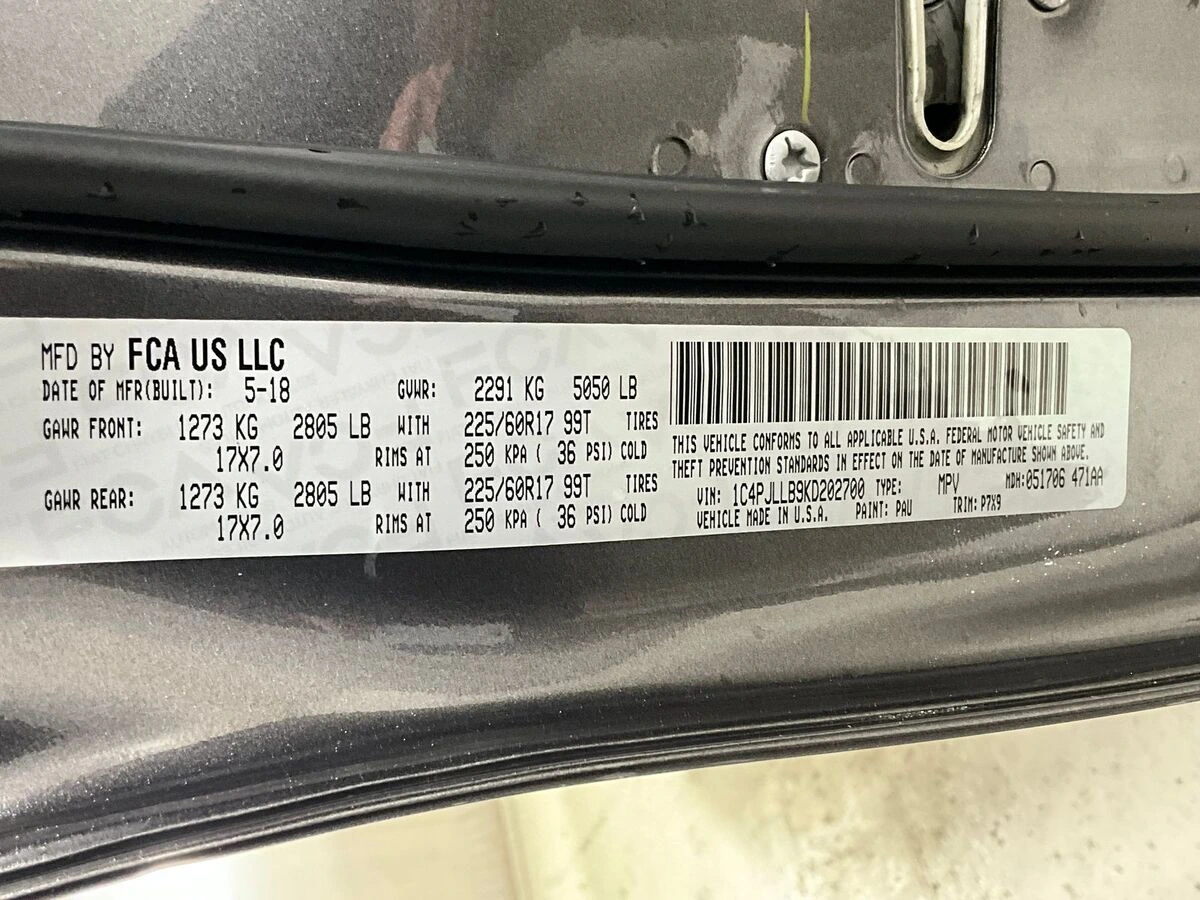 MFD BY FCA US LLC
DATE OF MFR(BUILT): 5-18 GVWR: 2291 KG 5050 LB
GAWR FRONT: 1273 KG 2805 LB WITH 225/60R17 99T TIRES
17X7.0 RIMS AT 250 KPA ( 36 PSI) COLD
GAWR REAR: 1273 KG 2805 LB WITH 225/60R17 99T TIRES
17X7.0 RIMS AT 250 KPA ( 36 PSI) COLD
THIS VEHICLE CONFORMS TO ALL APPLICABLE U.S.A. FEDERAL MOTOR VEHICLE SAFETY AND
THEFT PREVENTION STANDARDS IN EFFECT ON THE DATE OF MANUFACTURE SHOWN ABOVE.
VIN: 1C4PJLLB9KD202700 TYPE: MPV MDH:051706 471AA
VEHICLE MADE IN U.S.A. PAINT: PAU TRIM: P7X9